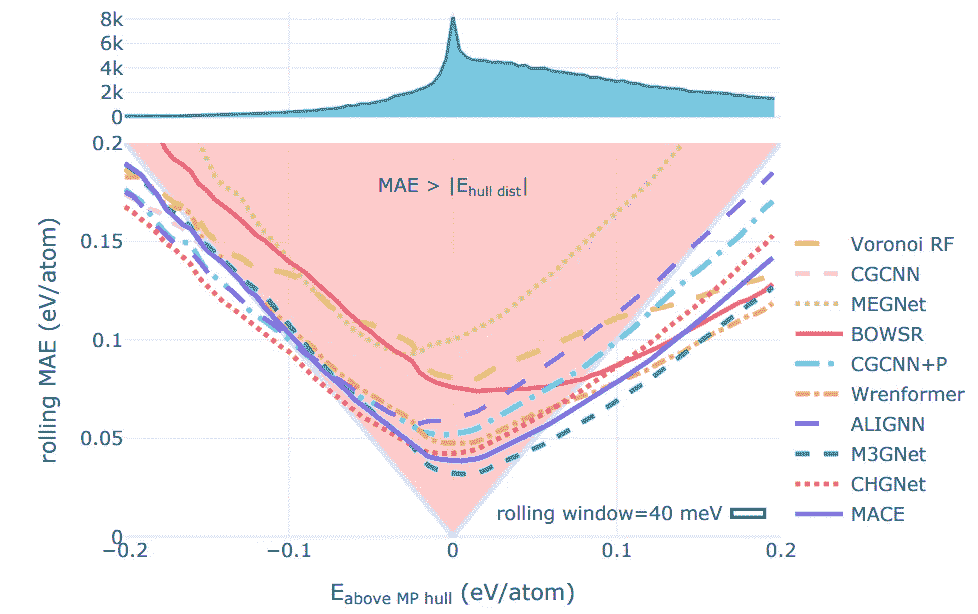 8k
6k
4k
2k
0
0.2
0.15
0.1
0.05
0
rolling MAE (eV/atom)
MAE > |E_hull dist|
rolling window=40 meV
−0.2
−0.1
0
0.1
0.2
E_above MP hull (eV/atom)
Voronoi RF
CGCNN
MEGNet
BOWSR
CGCNN+P
Wrenformer
ALIGNN
M3GNet
CHGNet
MACE